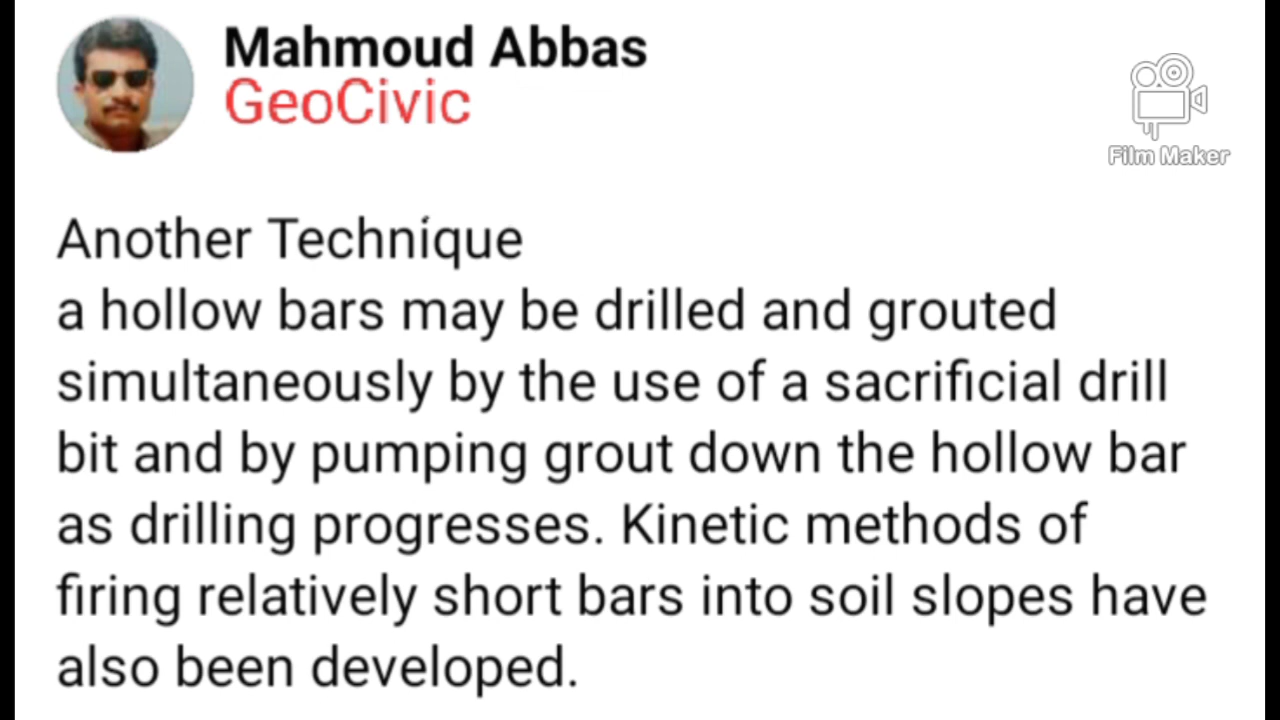 Mahmoud Abbas
GeoCivic
Film Maker
Another Techníque
a hollow bars may be drilled and grouted
simultaneously by the use of a sacrificial drill
bit and by pumping grout down the hollow bar
as drilling progresses. Kinetic methods of
firing relatively short bars into soil slopes have
also been developed.